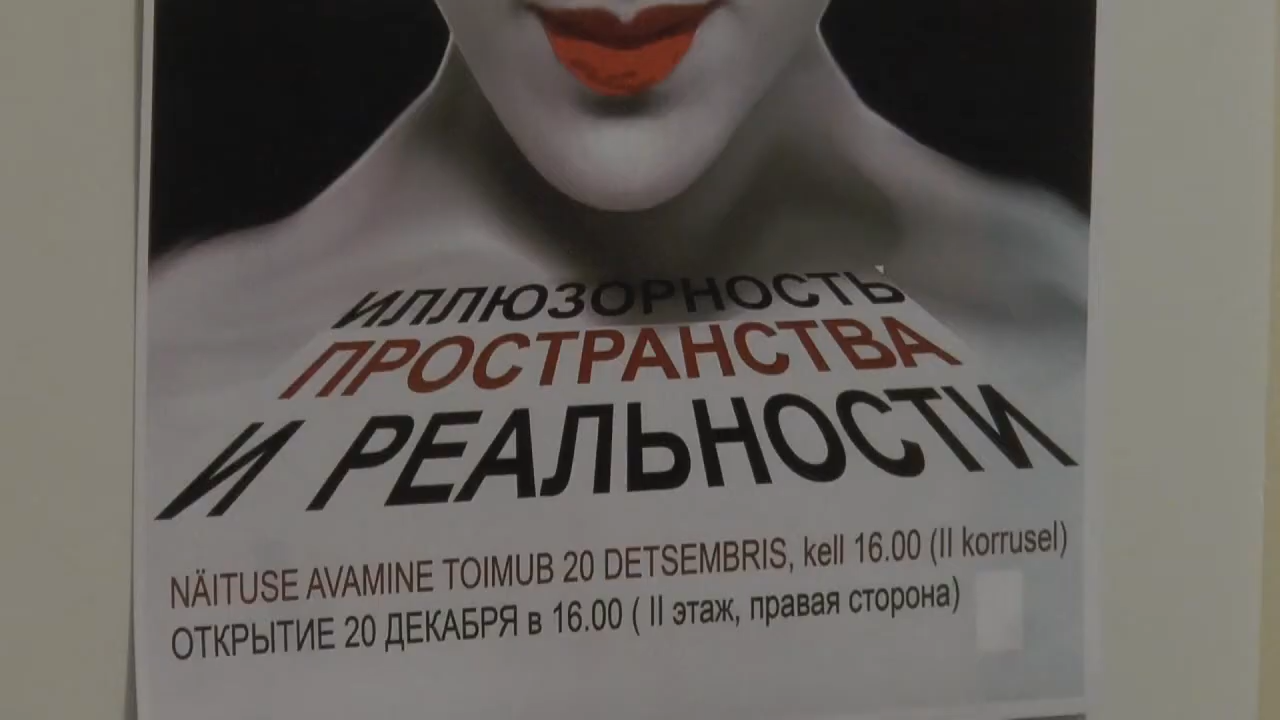 ИЛЛЮЗОРНОСТЬ
ПРОСТРАНСТВА
И РЕАЛЬНОСТИ
NÄITUSE AVAMINE TOIMUB 20 DETSEMBRIS, kell 16.00 (II korrusel)
ОТКРЫТИЕ 20 ДЕКАБРЯ в 16.00 ( II этаж, правая сторона)